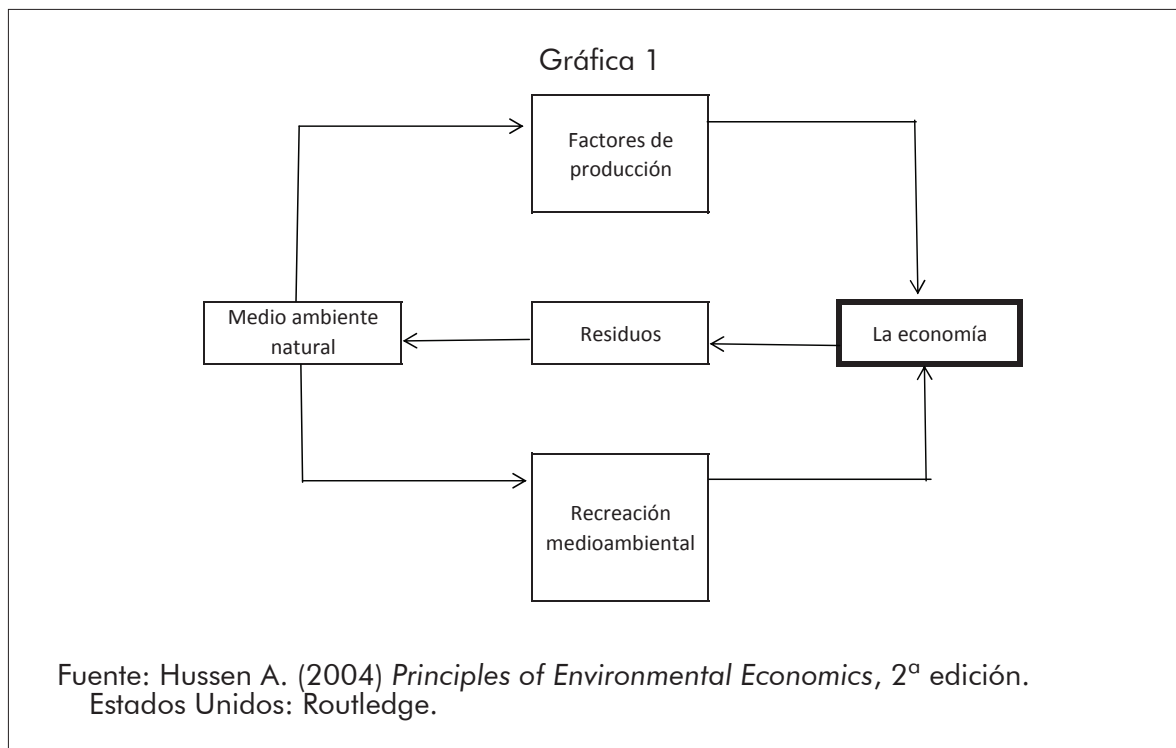 Gráfica 1
Factores de
producción
Medio ambiente
natural
Residuos
La economía
Recreación
medioambiental
Fuente: Hussen A. (2004) Principles of Environmental Economics, 2ª edición.
Estados Unidos: Routledge.